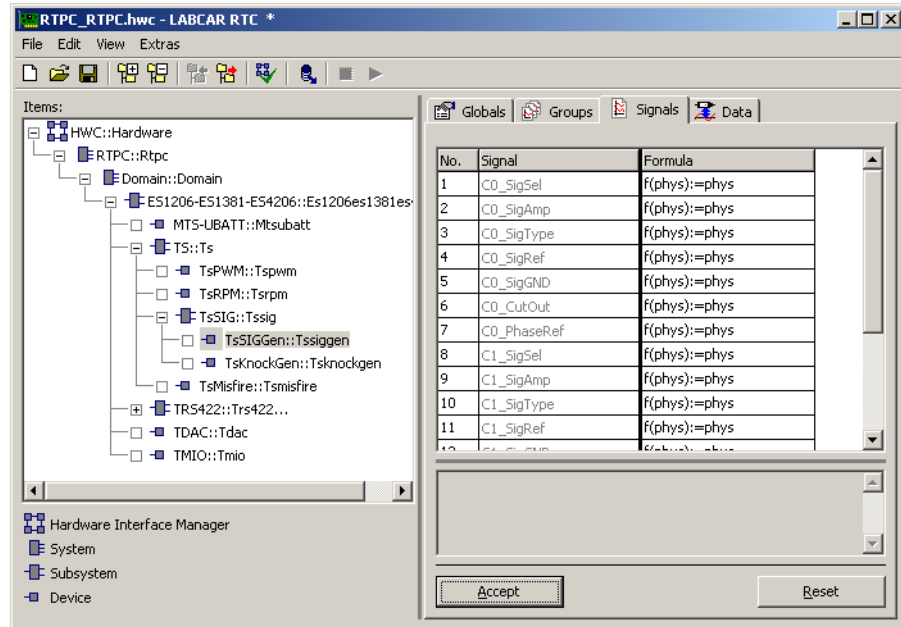 RTPC_RTPC.hwc - LABCAR RTC *
File Edit View Extras
Items:
HWC::Hardware
RTPC::Rtpc
Domain::Domain
ES1206-ES1381-ES4206::Es1206es1381es
MTS-UBATT::Mtsubatt
TS::Ts
TsPWM::Tspwm
TsRPM::Tsrpm
TsSIG::Tssig
TsSIGGen::Tssiggen
TsKnockGen::Tsknockgen
TsMisfire::Tsmisfire
TRS422::Trs422...
TDAC::Tdac
TMIO::Tmio
Hardware Interface Manager
System
Subsystem
Device
Globals Groups Signals Data
No. Signal Formula
1 C0_SigSel f(phys):=phys
2 C0_SigAmp f(phys):=phys
3 C0_SigType f(phys):=phys
4 C0_SigRef f(phys):=phys
5 C0_SigGND f(phys):=phys
6 C0_CutOut f(phys):=phys
7 C0_PhaseRef f(phys):=phys
8 C1_SigSel f(phys):=phys
9 C1_SigAmp f(phys):=phys
10 C1_SigType f(phys):=phys
11 C1_SigRef f(phys):=phys
Accept Reset